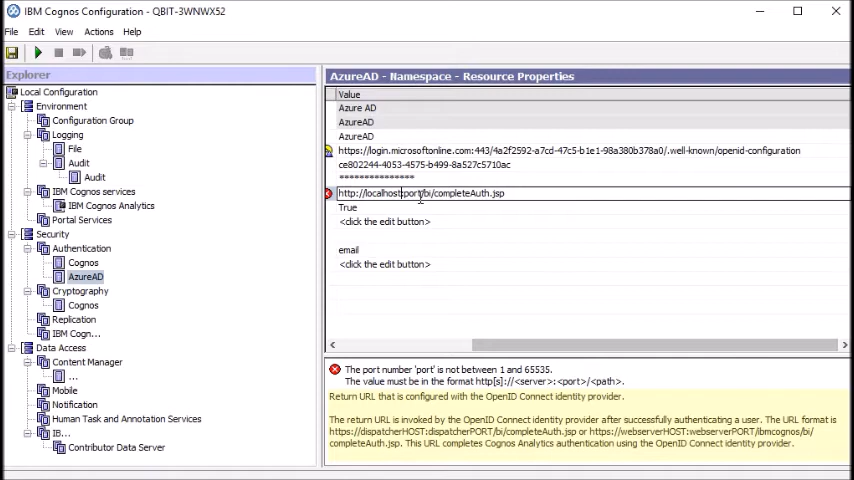 IBM Cognos Configuration - QBIT-3WNWX52
File Edit View Actions Help
Explorer
Local Configuration
Environment
Configuration Group
Logging
File
Audit
Audit
IBM Cognos services
IBM Cognos Analytics
Portal Services
Security
Authentication
Cognos
AzureAD
Cryptography
Cognos
Replication
IBM Cogn...
Data Access
Content Manager
...
Mobile
Notification
Human Task and Annotation Services
IB...
Contributor Data Server
AzureAD - Namespace - Resource Properties
Value
Azure AD
AzureAD
AzureAD
https://login.microsoftonline.com:443/4a2f2592-a7cd-47c5-b1e1-98a380b378a0/.well-known/openid-configuration
ce802244-4053-4575-b499-8a527c5710ac
***************
http://localhost:port/bi/completeAuth.jsp
True
<click the edit button>
email
<click the edit button>
The port number 'port' is not between 1 and 65535.
The value must be in the format http[s]://<server>:<port>/<path>.
Return URL that is configured with the OpenID Connect identity provider.
The return URL is invoked by the OpenID Connect identity provider after successfully authenticating a user. The URL format is
https://dispatcherHOST:dispatcherPORT/bi/completeAuth.jsp or https://webserverHOST:webserverPORT/ibmcognos/bi/
completeAuth.jsp. This URL completes Cognos Analytics authentication using the OpenID Connect identity provider.